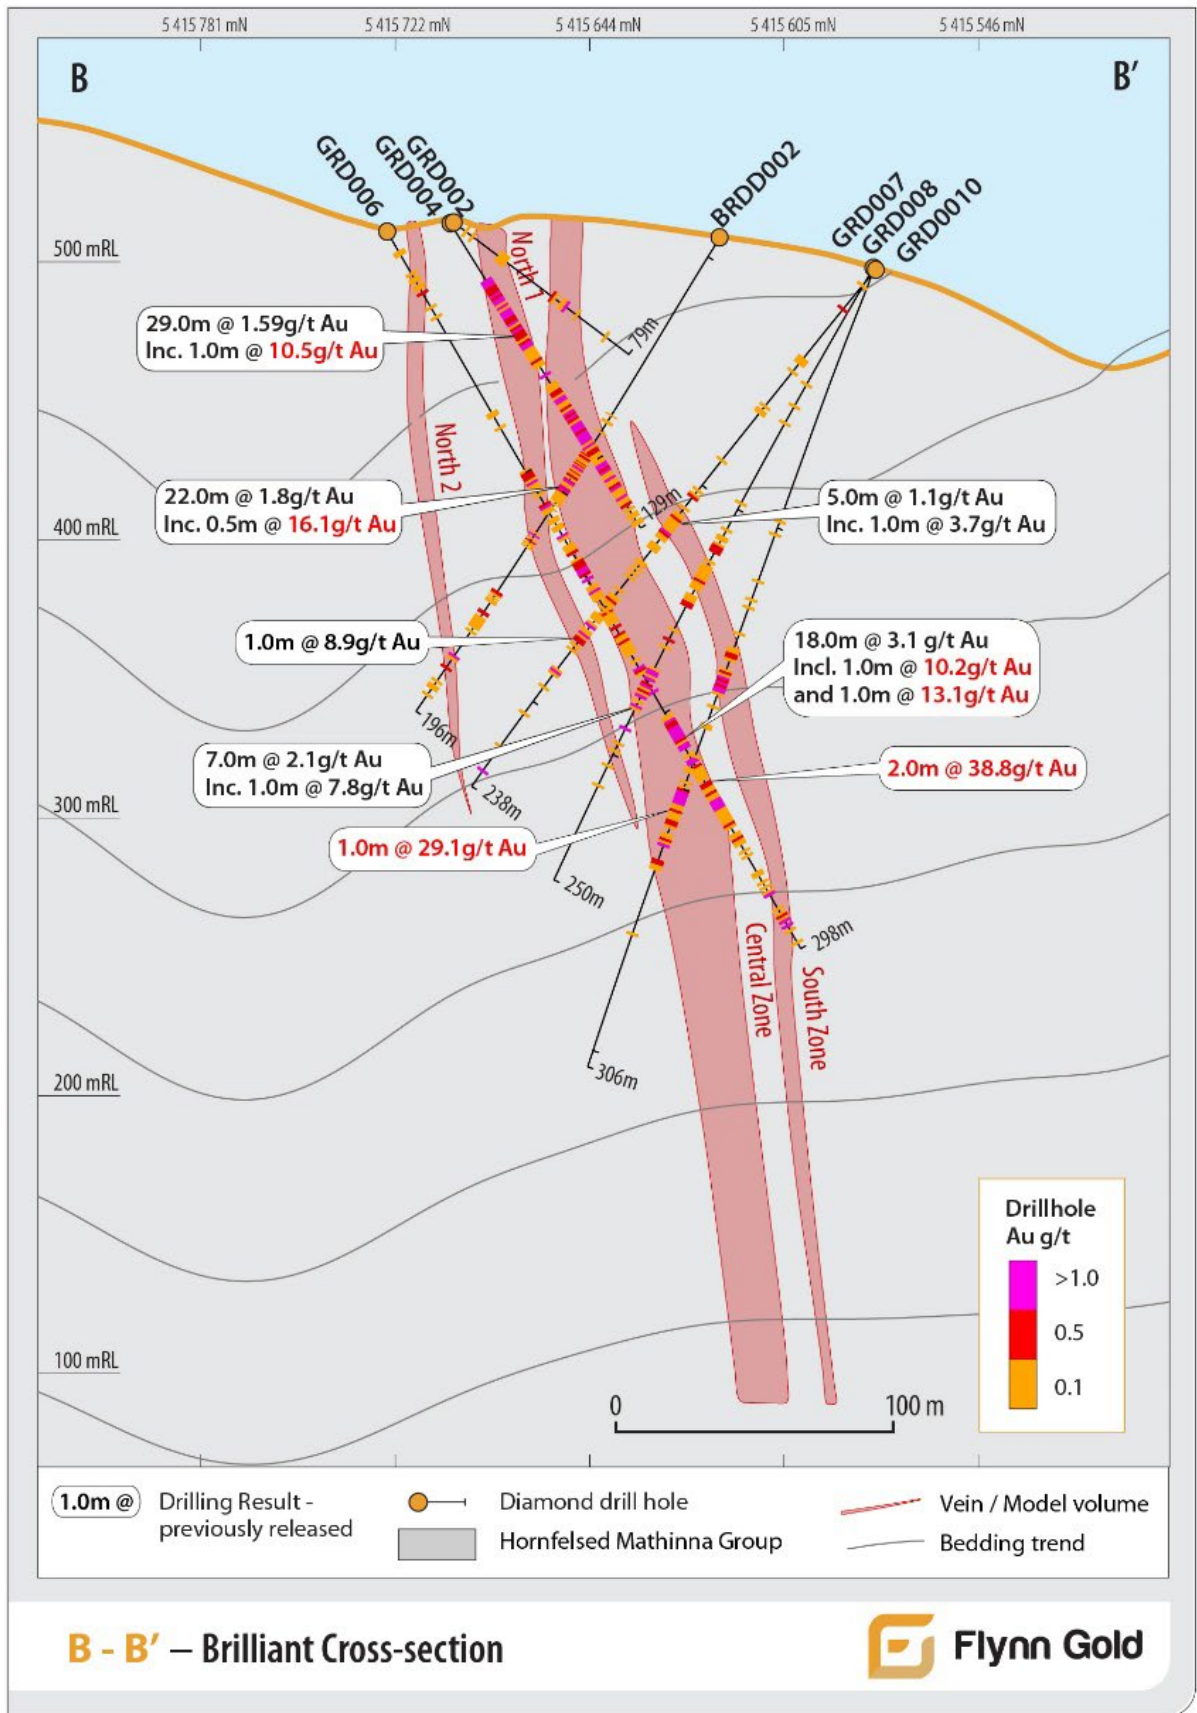 5 415 781 mN
5 415 722 mN
5 415 644 mN
5 415 605 mN
5 415 546 mN
B
B′
GRD006
GRD004
GRD002
BRDD002
GRD007
GRD008
GRD0010
500 mRL
North 1
29.0m @ 1.59g/t Au
Inc. 1.0m @ 10.5g/t Au
79m
North 2
22.0m @ 1.8g/t Au
Inc. 0.5m @ 16.1g/t Au
129m
5.0m @ 1.1g/t Au
Inc. 1.0m @ 3.7g/t Au
400 mRL
1.0m @ 8.9g/t Au
18.0m @ 3.1 g/t Au
Incl. 1.0m @ 10.2g/t Au
and 1.0m @ 13.1g/t Au
196m
7.0m @ 2.1g/t Au
Inc. 1.0m @ 7.8g/t Au
2.0m @ 38.8g/t Au
238m
300 mRL
1.0m @ 29.1g/t Au
250m
298m
Central Zone
South Zone
306m
200 mRL
Drillhole
Au g/t
>1.0
0.5
0.1
100 mRL
0
100 m
1.0m @
Drilling Result -
previously released
Diamond drill hole
Hornfelsed Mathinna Group
Vein / Model volume
Bedding trend
B - B′ – Brilliant Cross-section
Flynn Gold